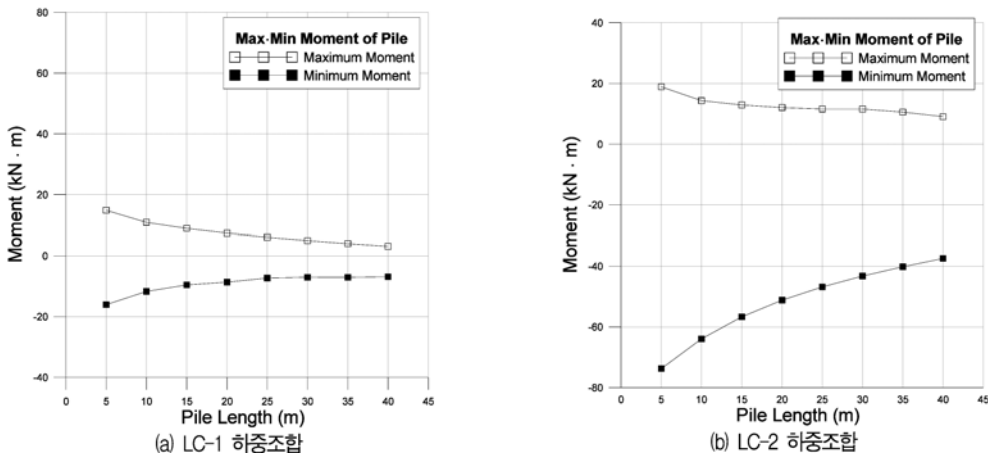 Max·Min Moment of Pile
Maximum Moment
Minimum Moment
Moment (kN · m)
80
60
40
20
0
-20
-40
0 5 10 15 20 25 30 35 40 45
Pile Length (m)
(a) LC-1 하중조합
Max·Min Moment of Pile
Maximum Moment
Minimum Moment
Moment (kN · m)
40
20
0
-20
-40
-60
-80
0 5 10 15 20 25 30 35 40 45
Pile Length (m)
(b) LC-2 하중조합